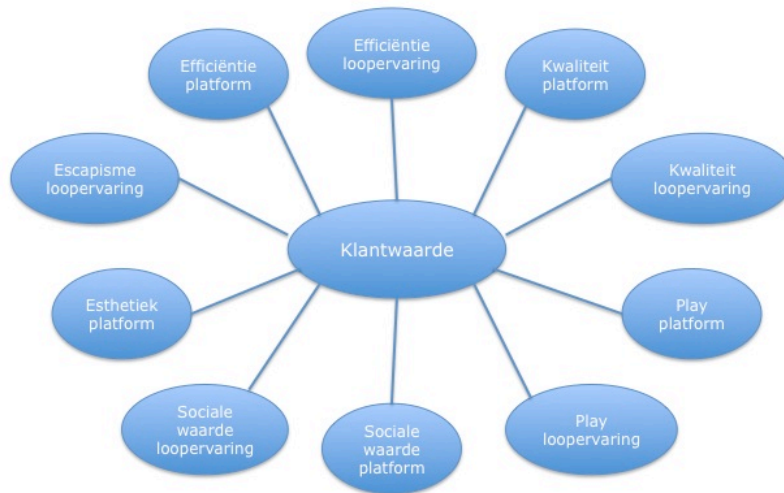 Efficiëntie
loopervaring
Efficiëntie
platform
Kwaliteit
platform
Escapisme
loopervaring
Kwaliteit
loopervaring
Klantwaarde
Esthetiek
platform
Play
platform
Sociale
waarde
loopervaring
Sociale
waarde
platform
Play
loopervaring